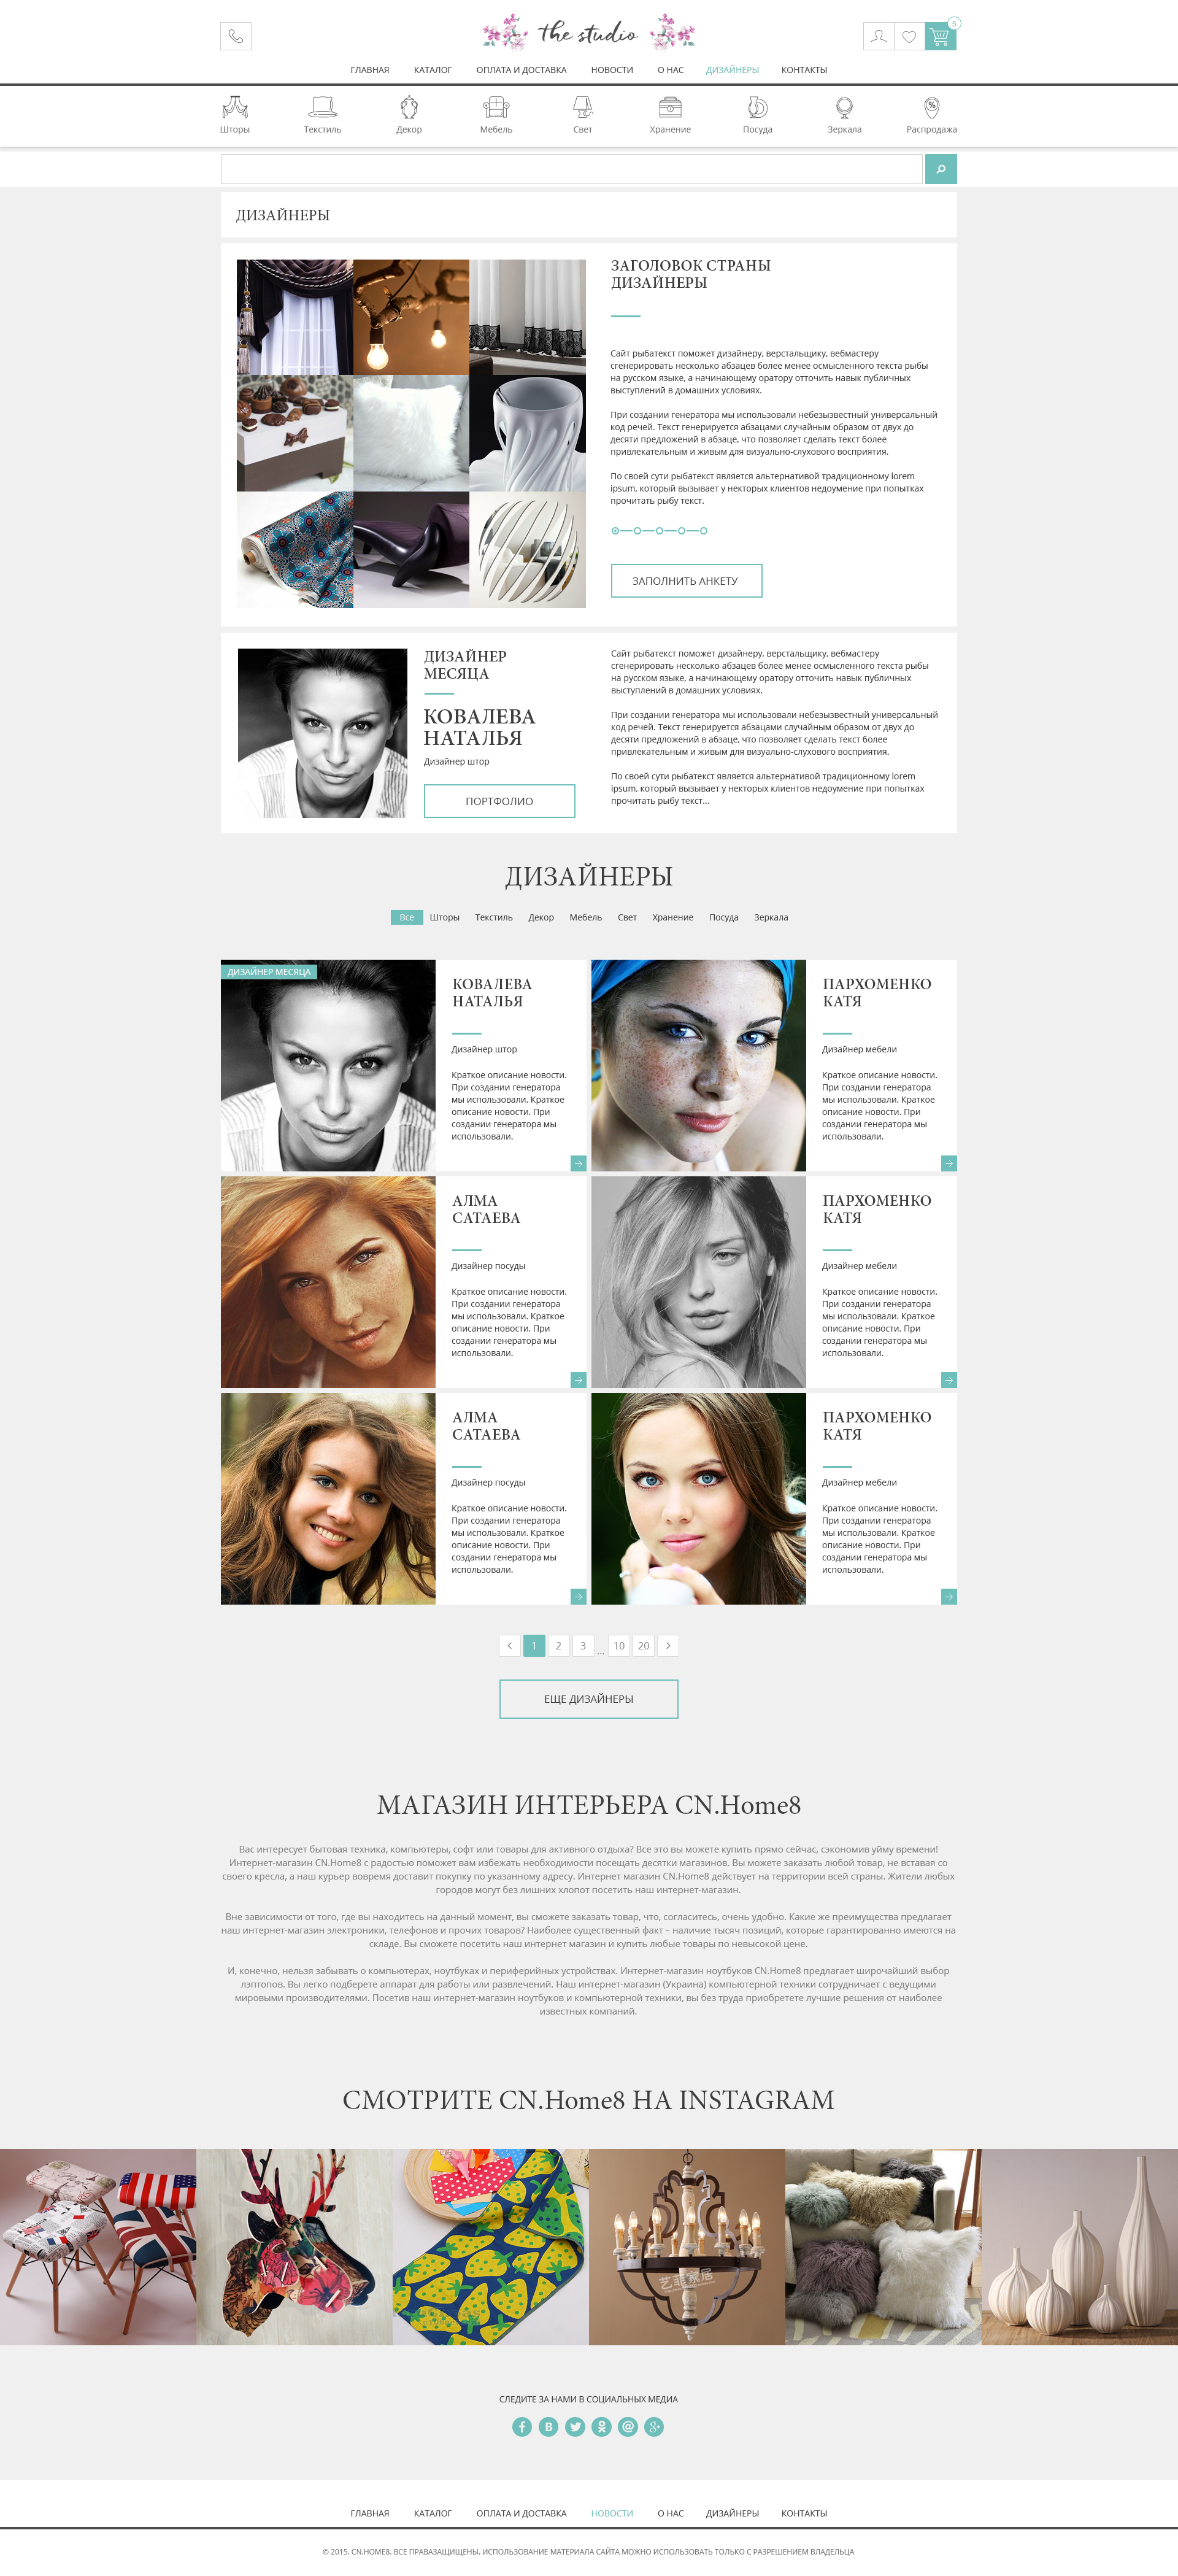 the studio
5
ГЛАВНАЯ КАТАЛОГ ОПЛАТА И ДОСТАВКА НОВОСТИ О НАС ДИЗАЙНЕРЫ КОНТАКТЫ
Шторы Текстиль Декор Мебель Свет Хранение Посуда Зеркала Распродажа
ДИЗАЙНЕРЫ
ЗАГОЛОВОК СТРАНЫ
ДИЗАЙНЕРЫ
Сайт рыбатекст поможет дизайнеру, верстальщику, вебмастеру
сгенерировать несколько абзацев более менее осмысленного текста рыбы
на русском языке, а начинающему оратору отточить навык публичных
выступлений в домашних условиях.
При создании генератора мы использовали небезызвестный универсальный
код речей. Текст генерируется абзацами случайным образом от двух до
десяти предложений в абзаце, что позволяет сделать текст более
привлекательным и живым для визуально-слухового восприятия.
По своей сути рыбатекст является альтернативой традиционному lorem
ipsum, который вызывает у некторых клиентов недоумение при попытках
прочитать рыбу текст.
ЗАПОЛНИТЬ АНКЕТУ
ДИЗАЙНЕР
МЕСЯЦА
КОВАЛЕВА
НАТАЛЬЯ
Дизайнер штор
ПОРТФОЛИО
Сайт рыбатекст поможет дизайнеру, верстальщику, вебмастеру
сгенерировать несколько абзацев более менее осмысленного текста рыбы
на русском языке, а начинающему оратору отточить навык публичных
выступлений в домашних условиях.
При создании генератора мы использовали небезызвестный универсальный
код речей. Текст генерируется абзацами случайным образом от двух до
десяти предложений в абзаце, что позволяет сделать текст более
привлекательным и живым для визуально-слухового восприятия.
По своей сути рыбатекст является альтернативой традиционному lorem
ipsum, который вызывает у некторых клиентов недоумение при попытках
прочитать рыбу текст...
ДИЗАЙНЕРЫ
Все Шторы Текстиль Декор Мебель Свет Хранение Посуда Зеркала
ДИЗАЙНЕР МЕСЯЦА
КОВАЛЕВА
НАТАЛЬЯ
Дизайнер штор
Краткое описание новости.
При создании генератора
мы использовали. Краткое
описание новости. При
создании генератора мы
использовали.
ПАРХОМЕНКО
КАТЯ
Дизайнер мебели
Краткое описание новости.
При создании генератора
мы использовали. Краткое
описание новости. При
создании генератора мы
использовали.
АЛМА
САТАЕВА
Дизайнер посуды
Краткое описание новости.
При создании генератора
мы использовали. Краткое
описание новости. При
создании генератора мы
использовали.
ПАРХОМЕНКО
КАТЯ
Дизайнер мебели
Краткое описание новости.
При создании генератора
мы использовали. Краткое
описание новости. При
создании генератора мы
использовали.
АЛМА
САТАЕВА
Дизайнер посуды
Краткое описание новости.
При создании генератора
мы использовали. Краткое
описание новости. При
создании генератора мы
использовали.
ПАРХОМЕНКО
КАТЯ
Дизайнер мебели
Краткое описание новости.
При создании генератора
мы использовали. Краткое
описание новости. При
создании генератора мы
использовали.
1 2 3 ... 10 20
ЕЩЕ ДИЗАЙНЕРЫ
МАГАЗИН ИНТЕРЬЕРА CN.Home8
Вас интересует бытовая техника, компьютеры, софт или товары для активного отдыха? Все это вы можете купить прямо сейчас, сэкономив уйму времени!
Интернет-магазин CN.Home8 с радостью поможет вам избежать необходимости посещать десятки магазинов. Вы можете заказать любой товар, не вставая со
своего кресла, а наш курьер вовремя доставит покупку по указанному адресу. Интернет магазин CN.Home8 действует на территории всей страны. Жители любых
городов могут без лишних хлопот посетить наш интернет-магазин.
Вне зависимости от того, где вы находитесь на данный момент, вы сможете заказать товар, что, согласитесь, очень удобно. Какие же преимущества предлагает
наш интернет-магазин электроники, телефонов и прочих товаров? Наиболее существенный факт – наличие тысяч позиций, которые гарантированно имеются на
складе. Вы сможете посетить наш интернет магазин и купить любые товары по невысокой цене.
И, конечно, нельзя забывать о компьютерах, ноутбуках и периферийных устройствах. Интернет-магазин ноутбуков CN.Home8 предлагает широчайший выбор
лэптопов. Вы легко подберете аппарат для работы или развлечений. Наш интернет-магазин (Украина) компьютерной техники сотрудничает с ведущими
мировыми производителями. Посетив наш интернет-магазин ноутбуков и компьютерной техники, вы без труда приобретете лучшие решения от наиболее
известных компаний.
СМОТРИТЕ CN.Home8 НА INSTAGRAM
艺菲家居
СЛЕДИТЕ ЗА НАМИ В СОЦИАЛЬНЫХ МЕДИА
ГЛАВНАЯ КАТАЛОГ ОПЛАТА И ДОСТАВКА НОВОСТИ О НАС ДИЗАЙНЕРЫ КОНТАКТЫ
© 2015. CN.HOME8. ВСЕ ПРАВАЗАЩИЩЕНЫ. ИСПОЛЬЗОВАНИЕ МАТЕРИАЛА САЙТА МОЖНО ИСПОЛЬЗОВАТЬ ТОЛЬКО С РАЗРЕШЕНИЕМ ВЛАДЕЛЬЦА